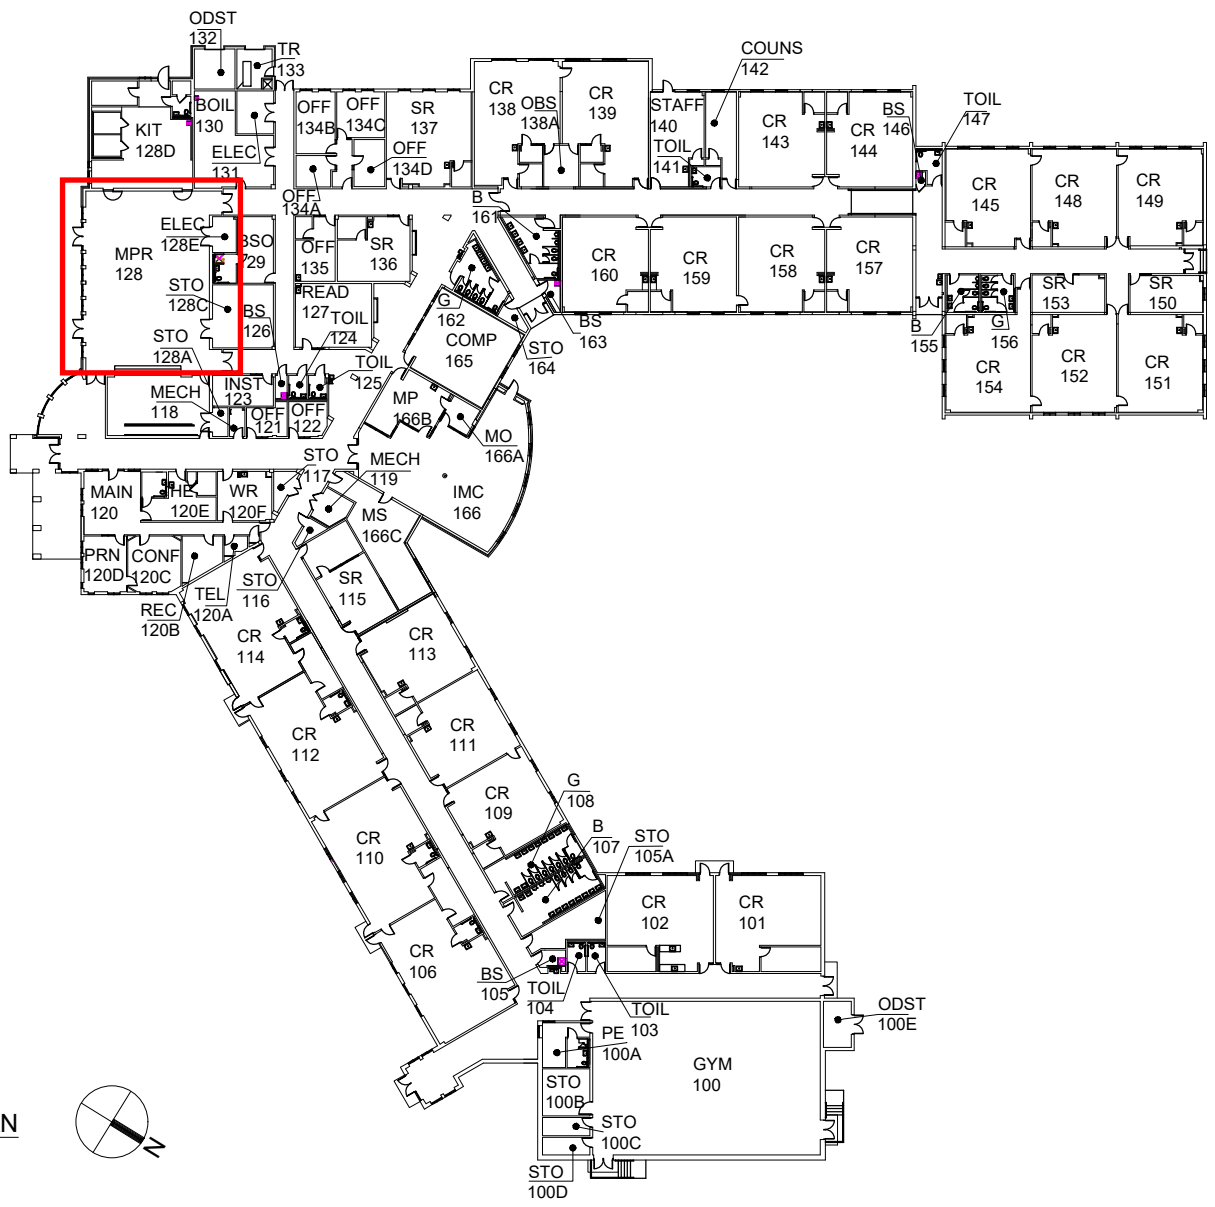 ODST
132
TR
133
COUNS
142
CR
138
OBS
138A
CR
139
OFF
134B
OFF
134C
SR
137
STAFF
140
CR
143
BS
146
TOIL
147
BOIL
130
KIT
128D
CR
144
ELEC
131
OFF
134D
TOIL
141
OFF
134A
CR
145
CR
148
CR
149
B
161
ELEC
128E
BSO
129
MPR
128
OFF
135
SR
136
CR
160
CR
159
CR
158
CR
157
STO
128C
READ
127
SR
153
SR
150
G
162
BS
126
TOIL
124
BS
163
B
155
G
156
STO
128A
COMP
165
STO
164
TOIL
125
CR
154
CR
152
CR
151
MECH
118
INST
123
MP
166B
OFF
121
OFF
122
MO
166A
STO
117
MECH
119
MAIN
120
HE
120E
WR
120F
IMC
166
MS
166C
PRN
120D
CONF
120C
STO
116
SR
115
TEL
120A
REC
120B
CR
114
CR
113
CR
112
CR
111
G
108
CR
109
B
107
STO
105A
CR
110
CR
102
CR
101
CR
106
BS
105
TOIL
104
TOIL
103
ODST
100E
PE
100A
GYM
100
STO
100B
N
N
STO
100C
STO
100D